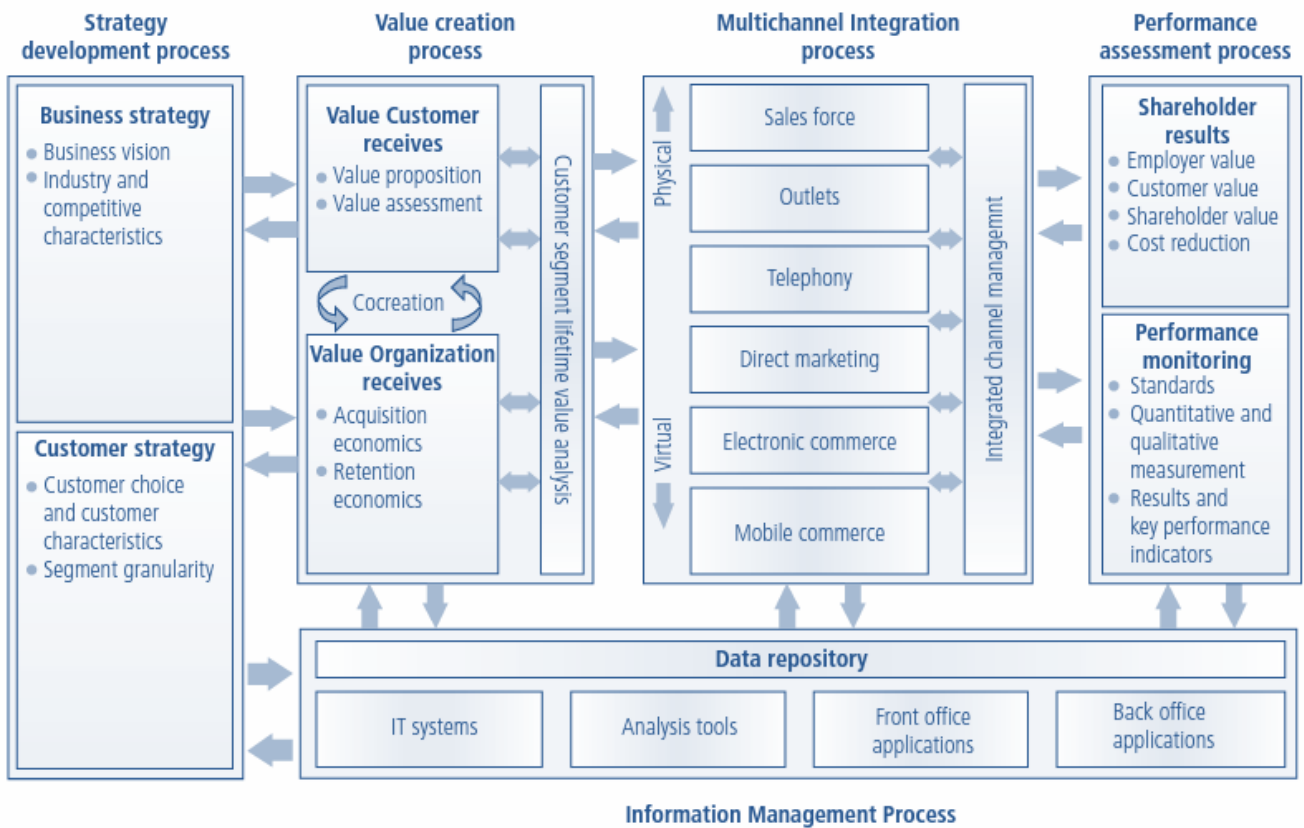 Strategy
development process
Value creation
process
Multichannel Integration
process
Performance
assessment process
Business strategy
Business vision
Industry and
competitive
characteristics
Customer strategy
Customer choice
and customer
characteristics
Segment granularity
Value Customer
receives
Value proposition
Value assessment
Cocreation
Value Organization
receives
Acquisition
economics
Retention
economics
Customer segment lifetime value analysis
Physical
Virtual
Sales force
Outlets
Telephony
Direct marketing
Electronic commerce
Mobile commerce
Integrated channel managemnt
Shareholder
results
Employer value
Customer value
Shareholder value
Cost reduction
Performance
monitoring
Standards
Quantitative and
qualitative
measurement
Results and
key performance
indicators
Data repository
IT systems
Analysis tools
Front office
applications
Back office
applications
Information Management Process